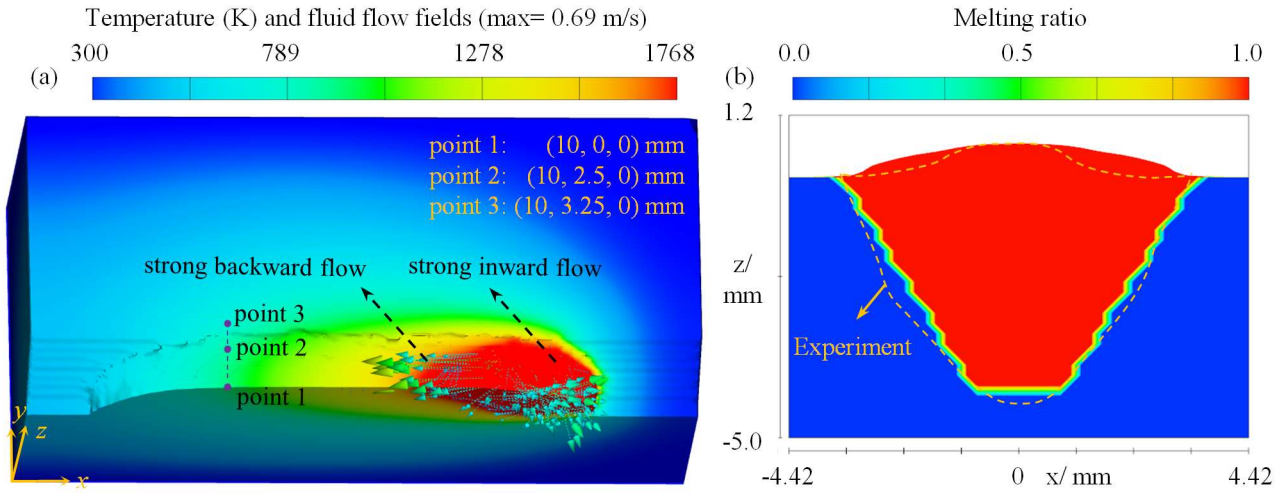 Temperature (K) and fluid flow fields (max= 0.69 m/s)
300 789 1278 1768
(a)
point 1: (10, 0, 0) mm
point 2: (10, 2.5, 0) mm
point 3: (10, 3.25, 0) mm
strong backward flow
strong inward flow
point 3
point 2
point 1
y
z
x
Melting ratio
0.0 0.5 1.0
(b)
1.2
z/
mm
Experiment
-5.0
-4.42 0 x/ mm 4.42